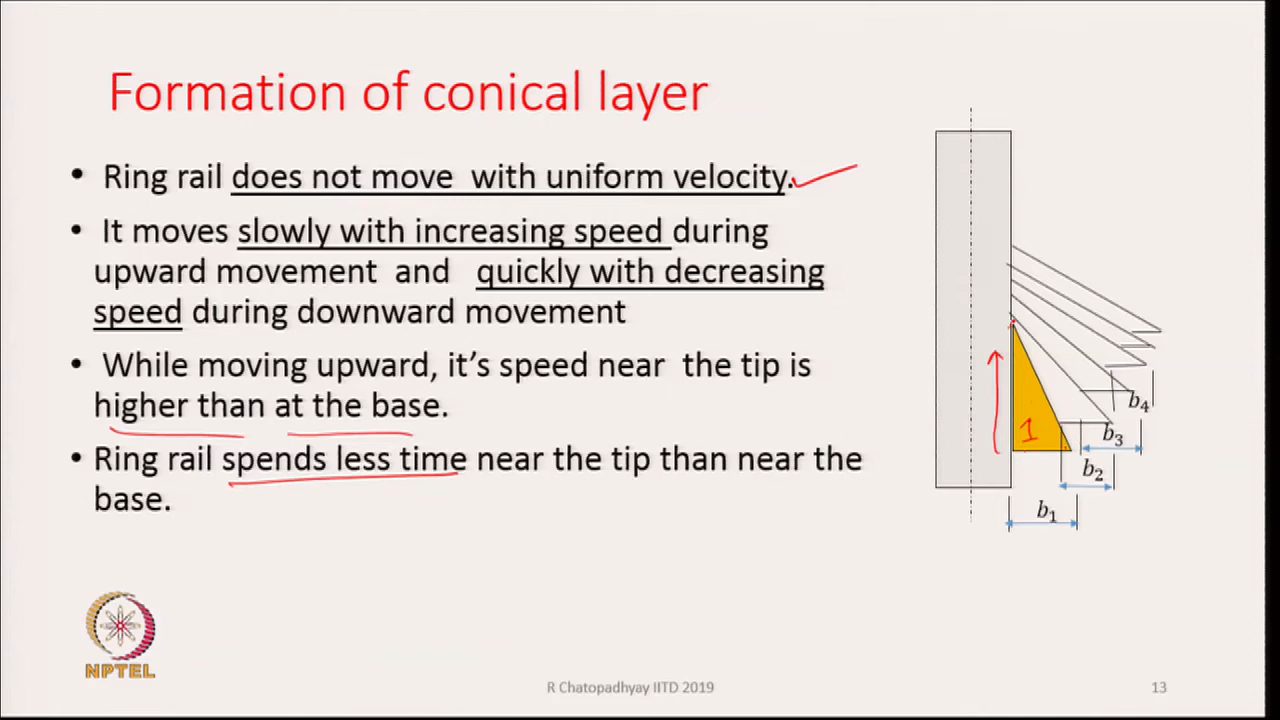 Formation of conical layer
• Ring rail does not move with uniform velocity.
• It moves slowly with increasing speed during
upward movement and quickly with decreasing
speed during downward movement
• While moving upward, it's speed near the tip is
higher than at the base.
• Ring rail spends less time near the tip than near the
base.
1
b4
b3
b2
b1
NPTEL
R Chatopadhyay IITD 2019
13